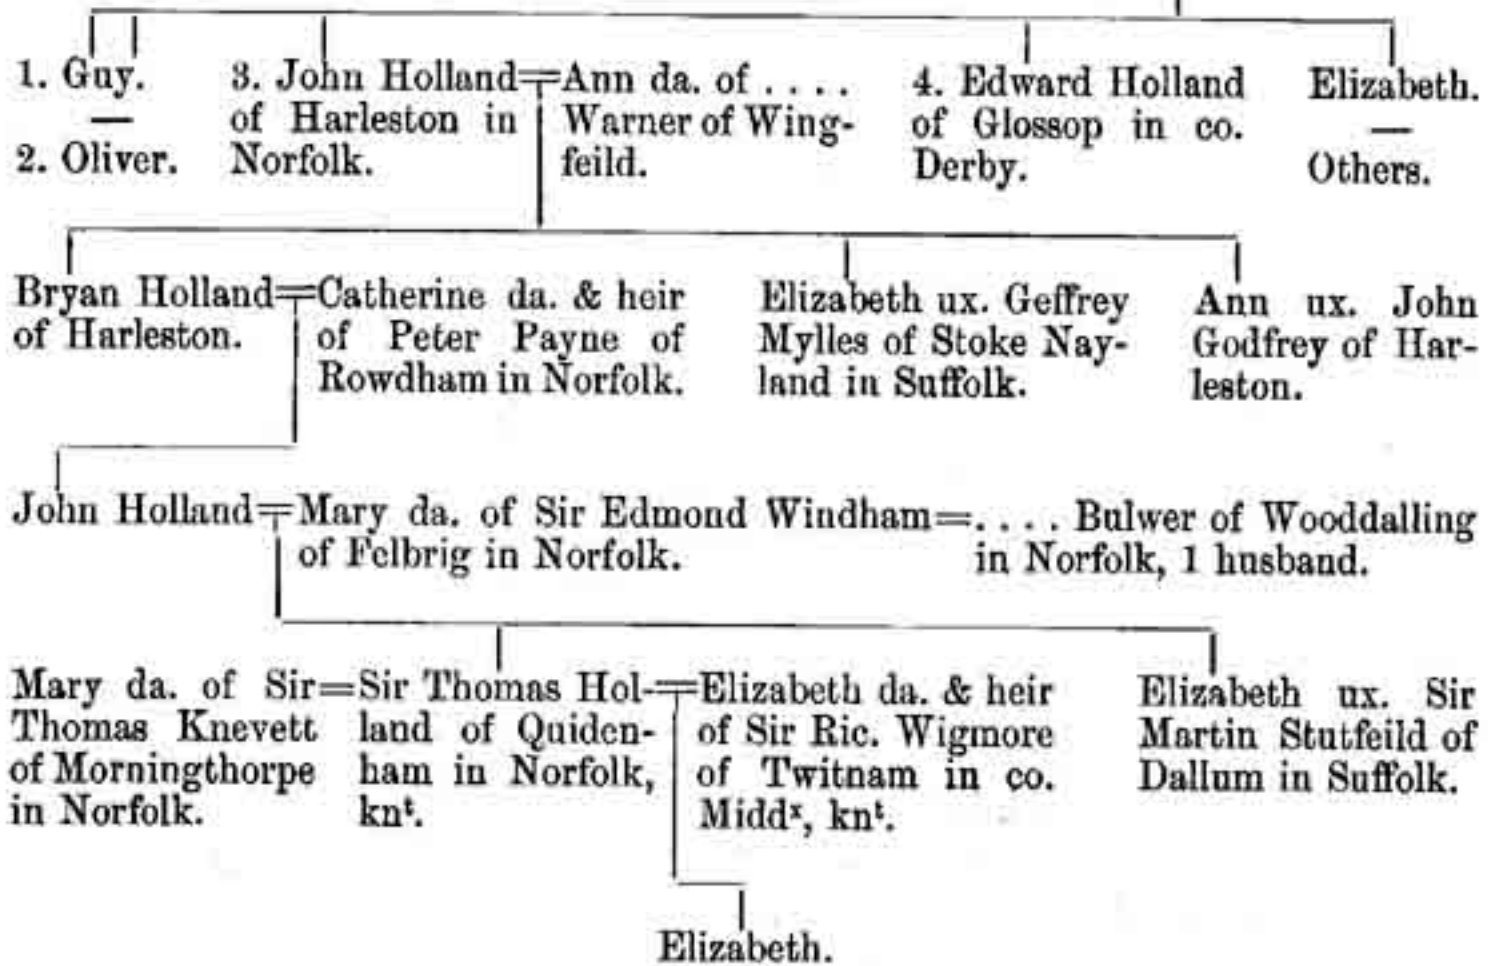 1. Guy.
—
2. Oliver.
3. John Holland=Ann da. of . . . .
of Harleston in Warner of Wing-
Norfolk. feild.
4. Edward Holland
of Glossop in co.
Derby.
Elizabeth.
—
Others.
Bryan Holland=Catherine da. & heir
of Harleston. of Peter Payne of
Rowdham in Norfolk.
Elizabeth ux. Geffrey
Mylles of Stoke Nay-
land in Suffolk.
Ann ux. John
Godfrey of Har-
leston.
John Holland=Mary da. of Sir Edmond Windham=. . . . Bulwer of Wooddalling
of Felbrig in Norfolk. in Norfolk, 1 husband.
Mary da. of Sir=
Thomas Knevett
of Morningthorpe
in Norfolk.
Sir Thomas Hol-=
land of Quiden-
ham in Norfolk,
knᵗ.
Elizabeth da. & heir
of Sir Ric. Wigmore
of Twitnam in co.
Middˣ, knᵗ.
Elizabeth ux. Sir
Martin Stutfeild of
Dallum in Suffolk.
Elizabeth.